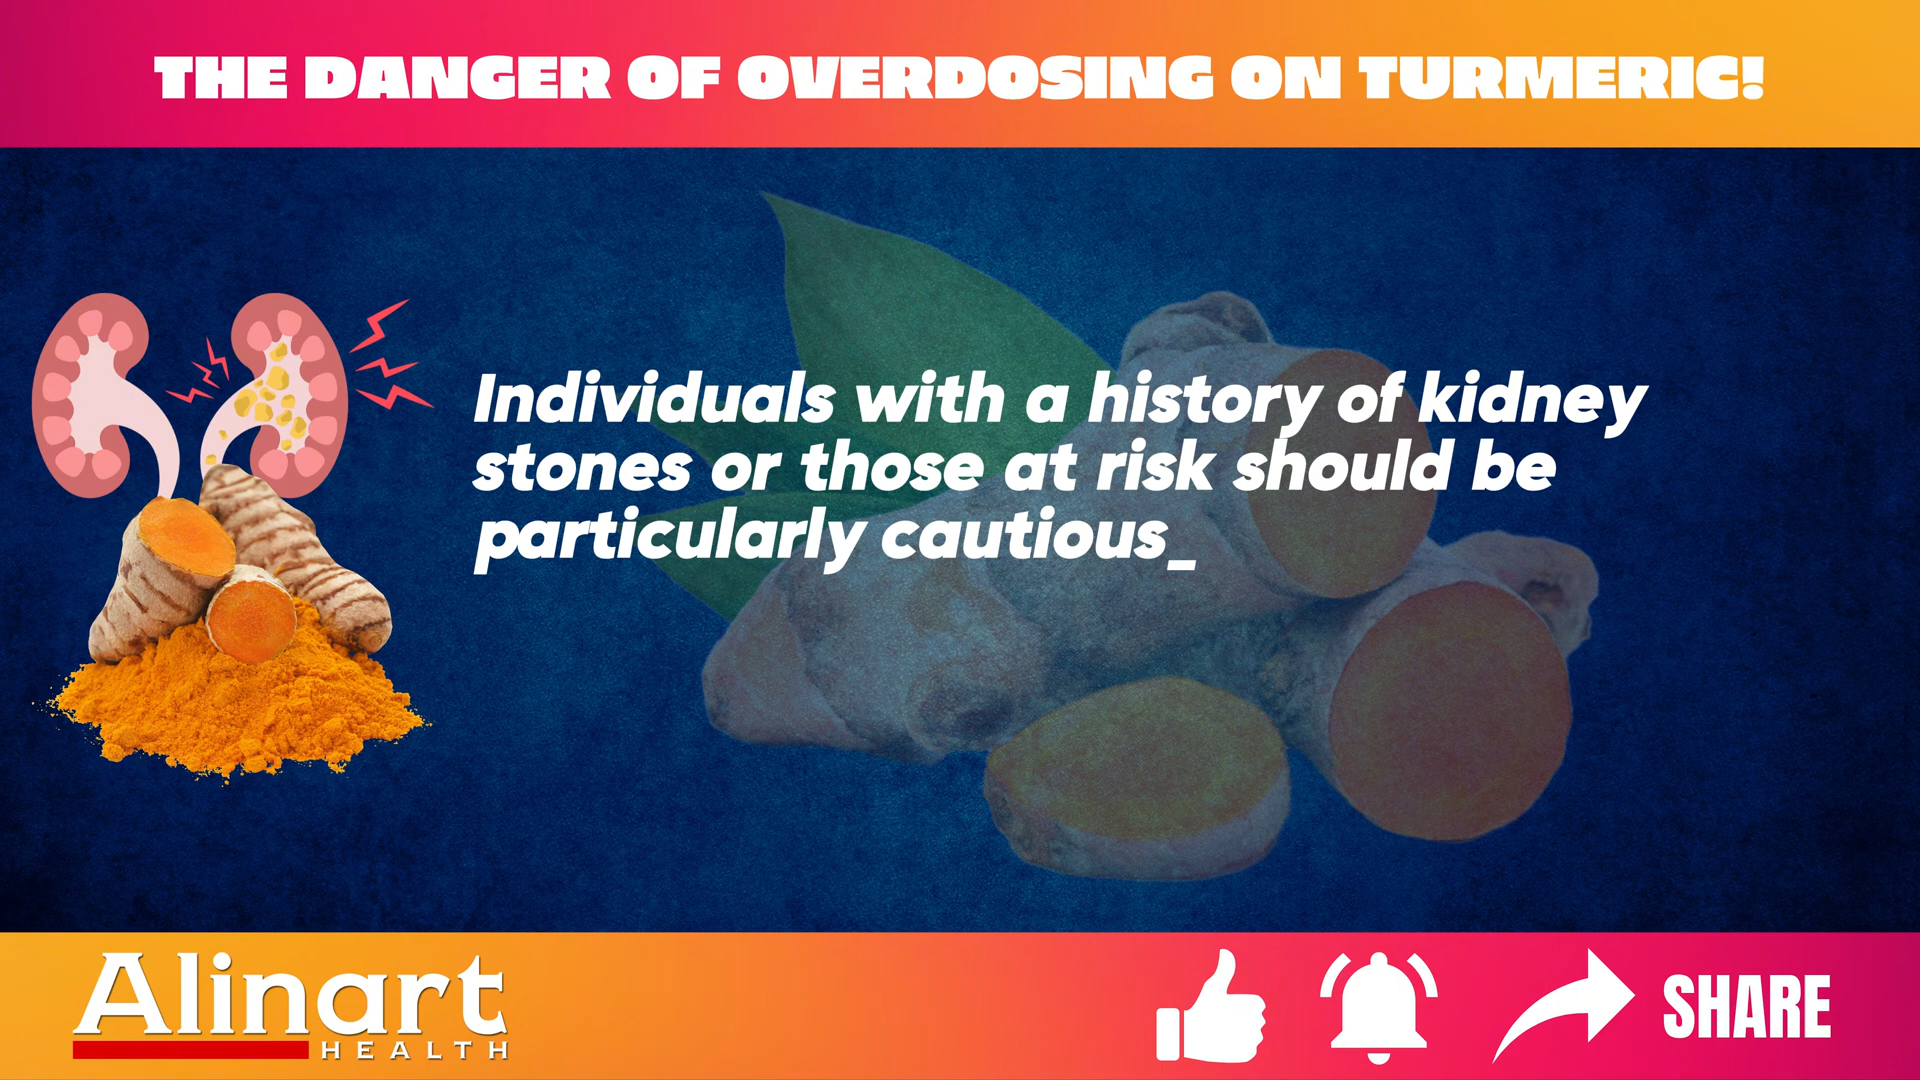 THE DANGER OF OVERDOSING ON TURMERIC!
Individuals with a history of kidney
stones or those at risk should be
particularly cautious_
Alinart
HEALTH
SHARE